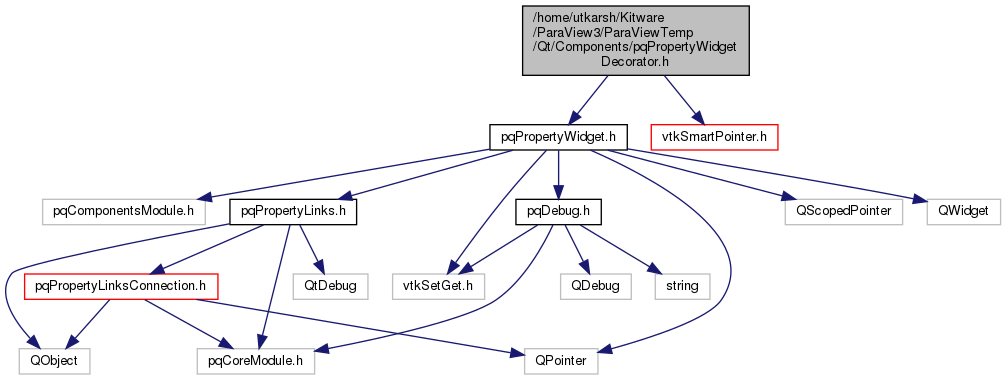 /home/utkarsh/Kitware
/ParaView3/ParaViewTemp
/Qt/Components/pqPropertyWidget
Decorator.h
pqPropertyWidget.h
vtkSmartPointer.h
pqComponentsModule.h
pqPropertyLinks.h
pqDebug.h
QScopedPointer
QWidget
pqPropertyLinksConnection.h
QtDebug
vtkSetGet.h
QDebug
string
QObject
pqCoreModule.h
QPointer